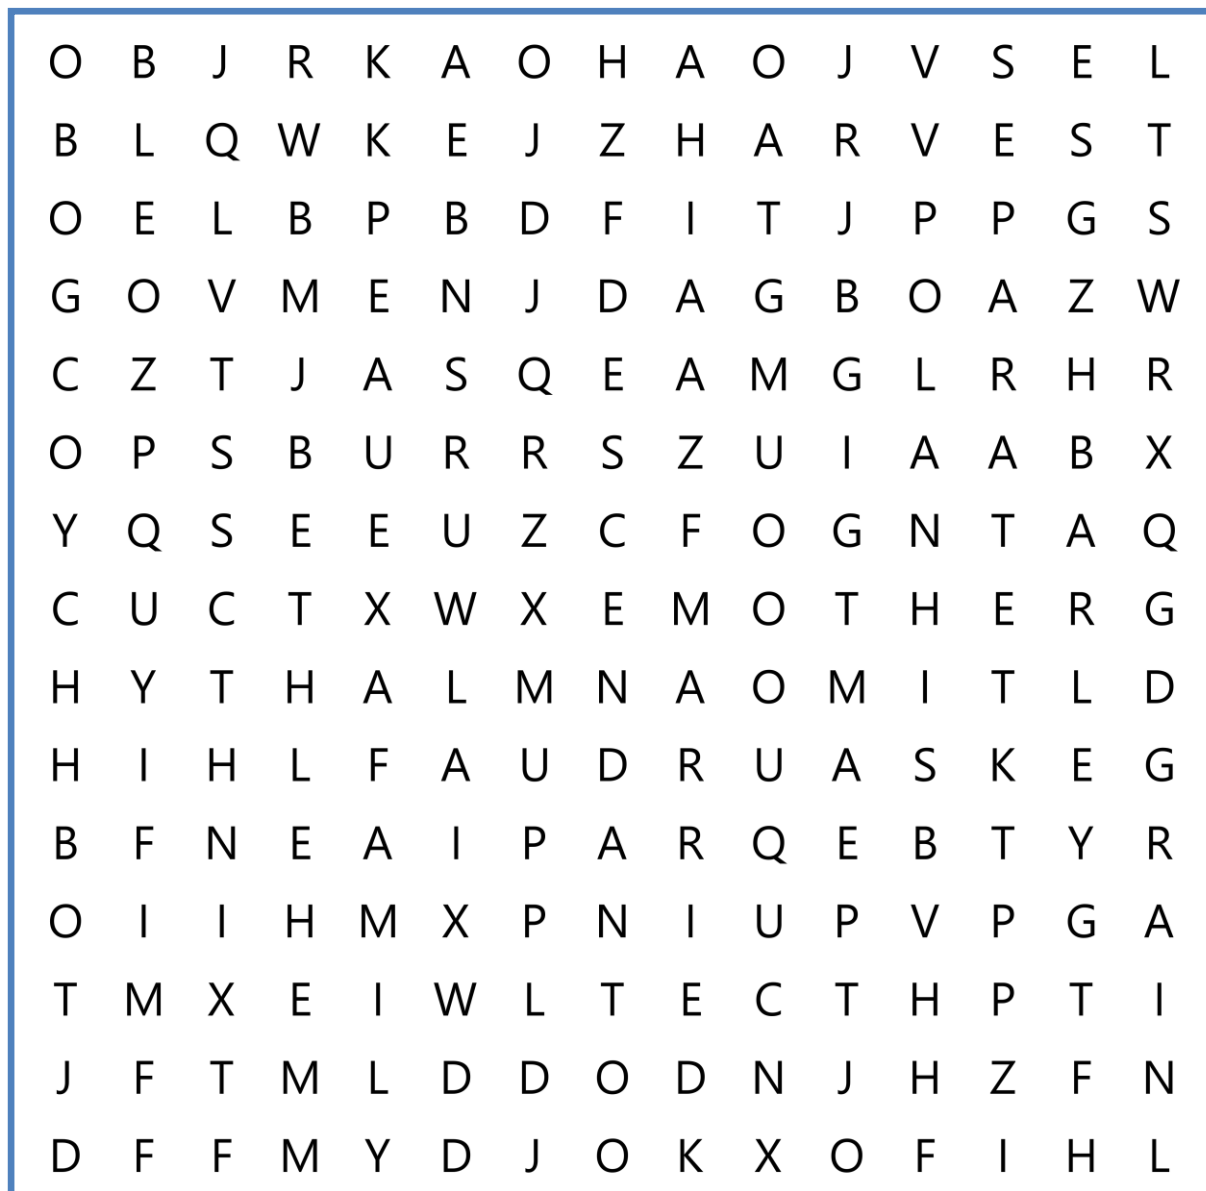 O B J R K A O H A O J V S E L
B L Q W K E J Z H A R V E S T
O E L B P B D F I T J P P G S
G O V M E N J D A G B O A Z W
C Z T J A S Q E A M G L R H R
O P S B U R R S Z U I A A B X
Y Q S E E U Z C F O G N T A Q
C U C T X W X E M O T H E R G
H Y T H A L M N A O M I T L D
H I H L F A U D R U A S K E G
B F N E A I P A R Q E B T Y R
O I I H M X P N I U P V P G A
T M X E I W L T E C T H P T I
J F T M L D D O D N J H Z F N
D F F M Y D J O K X O F I H L